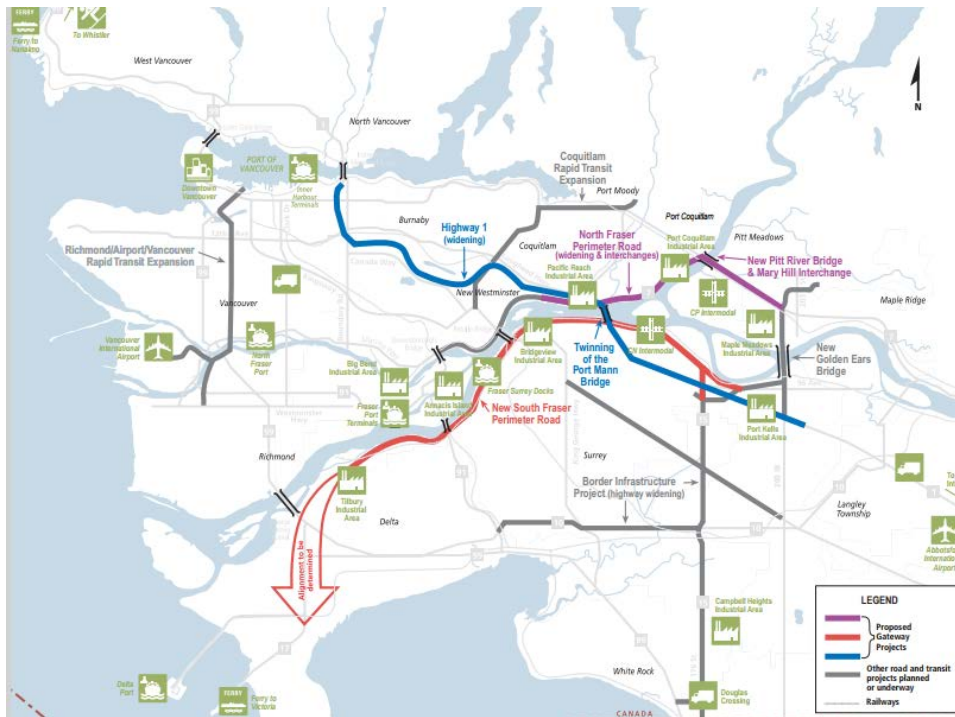 Ferry to
Nanaimo
To Whistler
West Vancouver
North Vancouver
PORT OF
VANCOUVER
Downtown
Vancouver
Inner
Harbour
Terminals
Coquitlam
Rapid Transit
Expansion
Port Moody
Burnaby
Highway 1
(widening)
Coquitlam
North Fraser
Perimeter Road
(widening & interchanges)
Port Coquitlam
Port Coquitlam
Industrial Area
Pitt Meadows
New Pitt River Bridge
& Mary Hill Interchange
Richmond/Airport/Vancouver
Rapid Transit Expansion
Pacific Reach
Industrial Area
New Westminster
CP Intermodal
Maple Ridge
Vancouver
Vancouver
International
Airport
North
Fraser
Port
Big Bend
Industrial Area
Bridgeview
Industrial Area
Twinning
of the
Port Mann
Bridge
CN Intermodal
Maple Meadows
Industrial Area
New
Golden Ears
Bridge
Fraser Surrey Docks
Annacis Island
Industrial Area
Fraser
Port
Terminals
New South Fraser
Perimeter Road
Port Kells
Industrial Area
Richmond
Surrey
91
Tilbury
Industrial
Area
Delta
Border Infrastructure
Project (highway widening)
Langley
Township
Abbotsford
International
Airport
Alignment to be
determined
Campbell Heights
Industrial Area
17
Delta
Port
FERRY
Ferry to
Victoria
White Rock
176 St
Douglas
Crossing
CANADA
N
LEGEND
Proposed
Gateway
Projects
Other road and transit
projects planned
or underway
Railways